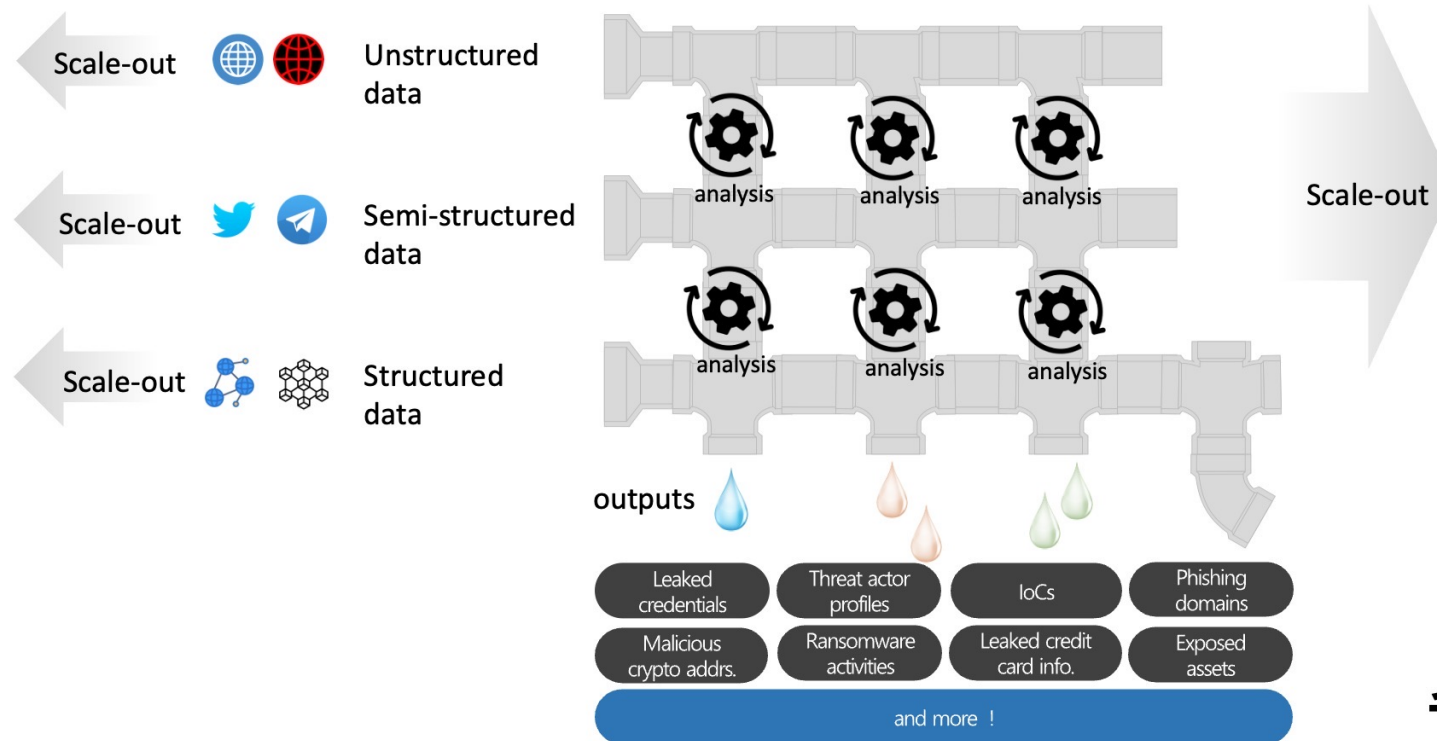 Scale-out
Unstructured
data
Scale-out
Semi-structured
data
Scale-out
Structured
data
analysis
analysis
analysis
analysis
analysis
analysis
Scale-out
outputs
Leaked
credentials
Threat actor
profiles
IoCs
Phishing
domains
Malicious
crypto addrs.
Ransomware
activities
Leaked credit
card info.
Exposed
assets
and more !